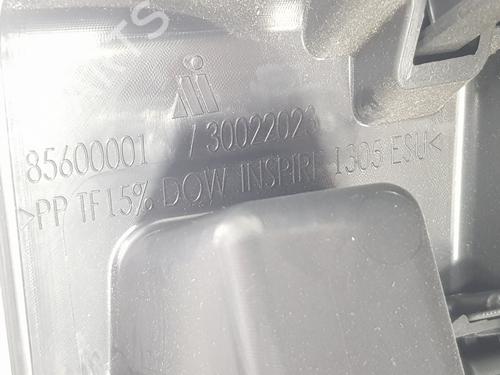 85600001 / 30022023
>PP TF15% DOW INSPIRE 1305 ESU<